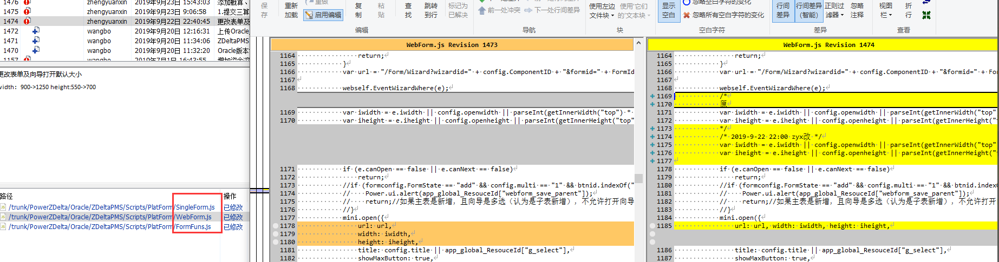 1476 zhengyuanxin 2019年9月23日 15:43:03 添加概算、
1475 zhengyuanxin 2019年9月23日 9:06:58 1.提交三算
1474 zhengyuanxin 2019年9月22日 22:40:45 更改表单及
1472 wangbo 2019年9月20日 12:16:31 上传Oracle
1471 wangbo 2019年9月20日 11:34:06 ZDeltaPMS
1470 wangbo 2019年9月20日 11:32:20 Oracle版本
1157 wangbo 2019年7月1日 16:43:55
更改表单及向导打开默认大小
width: 900->1250 height:550->700
路径 操作
/trunk/PowerZDelta/Oracle/ZDeltaPMS/Scripts/PlatForm/SingleForm.js 已修改
/trunk/PowerZDelta/Oracle/ZDeltaPMS/Scripts/PlatForm/WebForm.js 已修改
/trunk/PowerZDelta/Oracle/ZDeltaPMS/Scripts/PlatForm/FormFuns.js 已修改
保存
重新加载
重做
启用编辑
复制
粘贴
编辑
查找
跳转到行
标记为已解决
前一处冲突
下一处行间差异
导航
使用左边文件块
使用'它们的'文本块
块
显示空白
忽略空白字符的变化
忽略所有空白字符的变化
空白字符
行间差异
行间差异(智能)
正则过滤器
忽略注释
差异
视图栏
折行
查看
WebForm.js Revision 1473
1164 return;
1165 }
1166 var url = "/Form/Wizard?wizardid=" + config.ComponentID + "&formid=" + FormId
1167
1168 webself.EventWizardWhere(e);
1169 var iwidth = e.iwidth || config.openwidth || parseInt(getInnerWidth("top") *
1170 var iheight = e.iheight || config.openheight || parseInt(getInnerHeight("top"
1171 if (e.canOpen == false || e.canNext == false)
1172 return;
1173 //if (formconfig.FormState == "add" && config.multi == "1" && btnid.indexOf("
1174 // Power.ui.alert(app_global_ResouceId["webform_save_parent"]);
1175 // return;//如果主表是新增，且向导是多选（认为是子表新增），不允许打开向导
1176 //}
1177 mini.open({
1178 url: url,
1179 width: iwidth,
1180 height: iheight,
1181 title: config.title || app_global_ResouceId["g_select"],
1182 showMaxButton: true,
WebForm.js Revision 1474
1164 return;
1165 }
1166 var url = "/Form/Wizard?wizardid=" + config.ComponentID + "&formid=" + For
1167
1168 webself.EventWizardWhere(e);
1169 /*
1170 原
1171 var iwidth = e.iwidth || config.openwidth || parseInt(getInnerWidth("top"
1172 var iheight = e.iheight || config.openheight || parseInt(getInnerHeight("
1173 */
1174 /* 2019-9-22 22:00 zyx改 */
1175 var iwidth = e.iwidth || config.openwidth || parseInt(getInnerWidth("top"
1176 var iheight = e.iheight || config.openheight || parseInt(getInnerHeight("
1177
1178 if (e.canOpen == false || e.canNext == false)
1179 return;
1180 //if (formconfig.FormState == "add" && config.multi == "1" && btnid.indexO
1181 // Power.ui.alert(app_global_ResouceId["webform_save_parent"]);
1182 // return;//如果主表是新增，且向导是多选（认为是子表新增），不允许打开
1183 //}
1184 mini.open({
1185 url: url, width: iwidth, height: iheight,
1186 title: config.title || app_global_ResouceId["g_select"],
1187 showMaxButton: true,